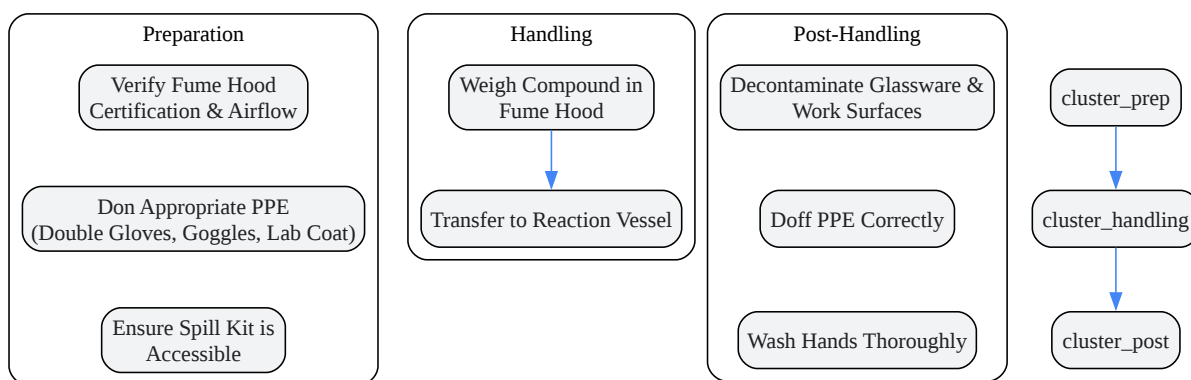 Preparation
Verify Fume Hood
Certification & Airflow
Don Appropriate PPE
(Double Gloves, Goggles, Lab Coat)
Ensure Spill Kit is
Accessible
Handling
Weigh Compound in
Fume Hood
Transfer to Reaction Vessel
Post-Handling
Decontaminate Glassware &
Work Surfaces
Doff PPE Correctly
Wash Hands Thoroughly
cluster_prep
cluster_handling
cluster_post